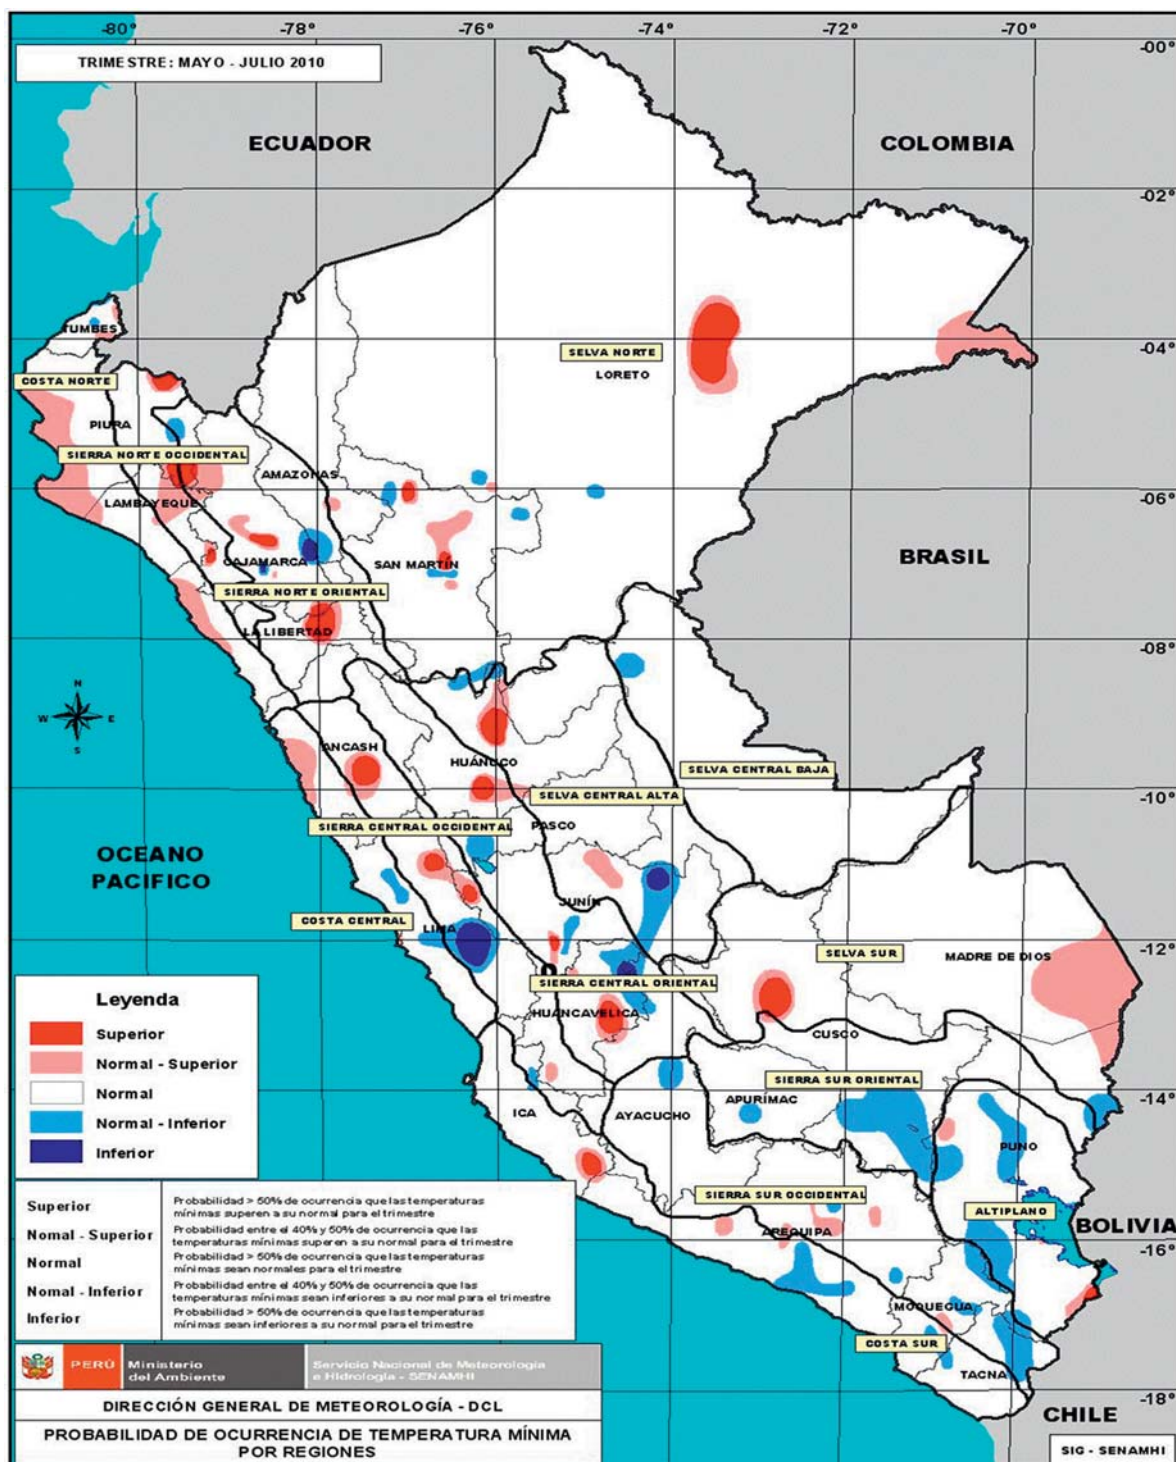 -80°
-78°
-76°
-74°
-72°
-70°
-00°
TRIMESTRE: MAYO - JULIO 2010
ECUADOR
COLOMBIA
-02°
TUMBES
-04°
SELVA NORTE
LORETO
COSTA NORTE
PIURA
SIERRA NORTE OCCIDENTAL
AMAZONAS
LAMBAYEQUE
-06°
BRASIL
CAJAMARCA
SAN MARTÍN
SIERRA NORTE ORIENTAL
LA LIBERTAD
-08°
N
W
E
S
ANCASH
HUÁNUCO
SELVA CENTRAL BAJA
-10°
SELVA CENTRAL ALTA
SIERRA CENTRAL OCCIDENTAL
PASCO
OCEANO
PACIFICO
JUNÍN
COSTA CENTRAL
LIMA
-12°
SELVA SUR
MADRE DE DIOS
SIERRA CENTRAL ORIENTAL
HUANCAVELICA
CUSCO
SIERRA SUR ORIENTAL
-14°
APURÍMAC
ICA
AYACUCHO
PUNO
SIERRA SUR OCCIDENTAL
ALTIPLANO
BOLIVIA
AREQUIPA
-16°
MOQUEGUA
COSTA SUR
TACNA
-18°
CHILE
Leyenda
Superior
Normal - Superior
Normal
Normal - Inferior
Inferior
Superior
Probabilidad > 50% de ocurrencia que las temperaturas
mínimas superen a su normal para el trimestre
Nomal - Superior
Probabilidad entre el 40% y 50% de ocurrencia que las
temperaturas mínimas superen a su normal para el trimestre
Normal
Probabilidad > 50% de ocurrencia que las temperaturas
mínimas sean normales para el trimestre
Nomal - Inferior
Probabilidad entre el 40% y 50% de ocurrencia que las
temperaturas mínimas sean inferiores a su normal para el trimestre
Inferior
Probabilidad > 50% de ocurrencia que las temperaturas
mínimas sean inferiores a su normal para el trimestre
PERÚ
Ministerio
del Ambiente
Servicio Nacional de Meteorología
e Hidrología - SENAMHI
DIRECCIÓN GENERAL DE METEOROLOGÍA - DCL
PROBABILIDAD DE OCURRENCIA DE TEMPERATURA MÍNIMA
POR REGIONES
SIG - SENAMHI